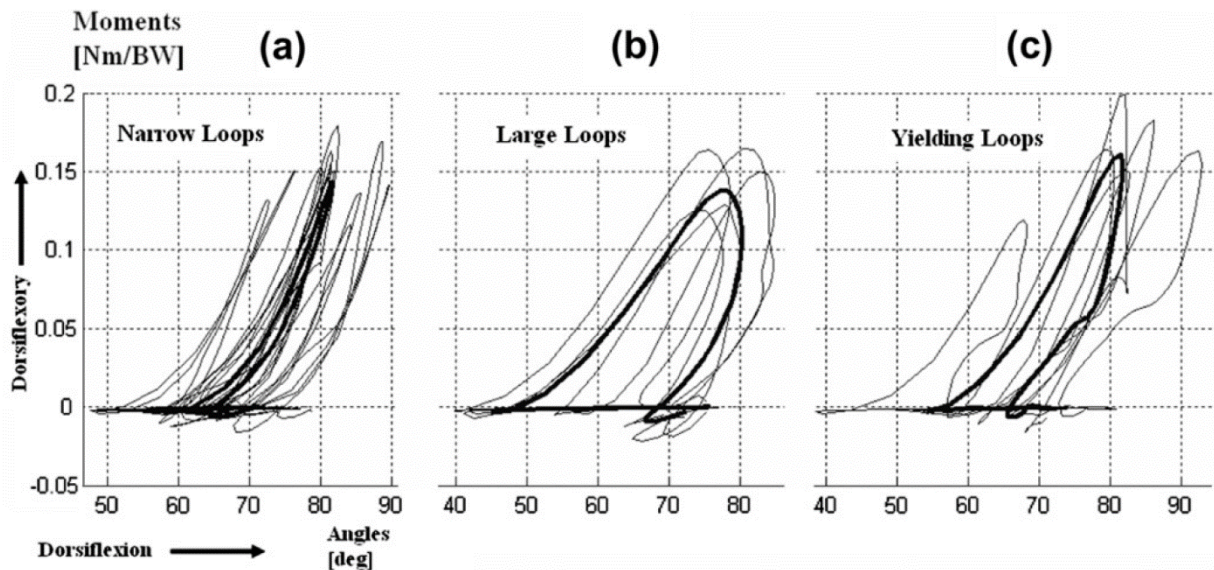 Moments
[Nm/BW]
(a)
(b)
(c)
0.2
0.15
0.1
0.05
0
-0.05
Dorsiflexory
Narrow Loops
Large Loops
Yielding Loops
50 60 70 80 90
40 50 60 70 80
40 50 60 70 80 90
Dorsiflexion
Angles
[deg]